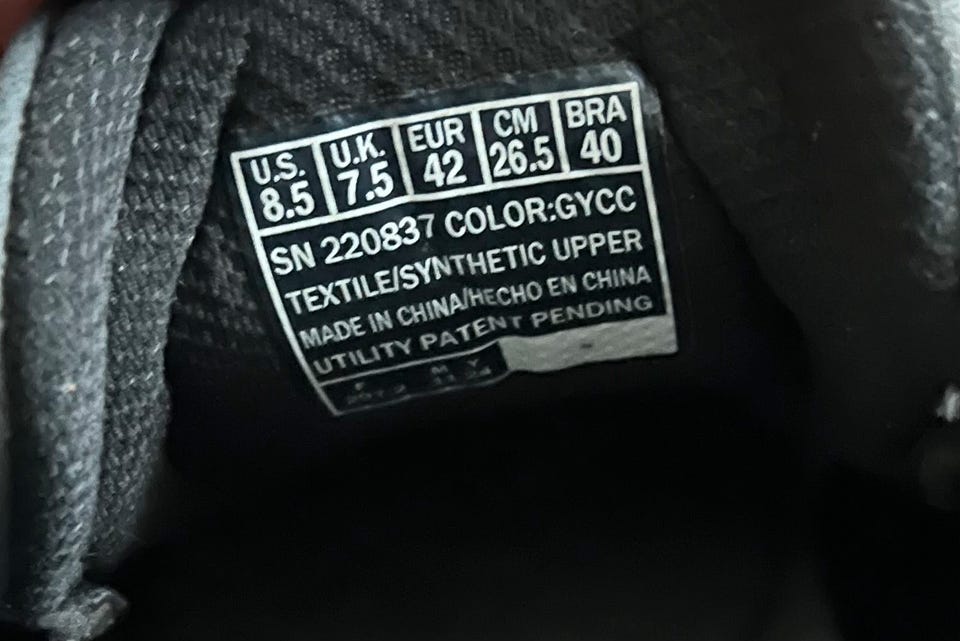 U.S. U.K. EUR CM BRA
8.5 7.5 42 26.5 40
SN 220837 COLOR:GYCC
TEXTILE/SYNTHETIC UPPER
MADE IN CHINA/HECHO EN CHINA
UTILITY PATENT PENDING
F M Y